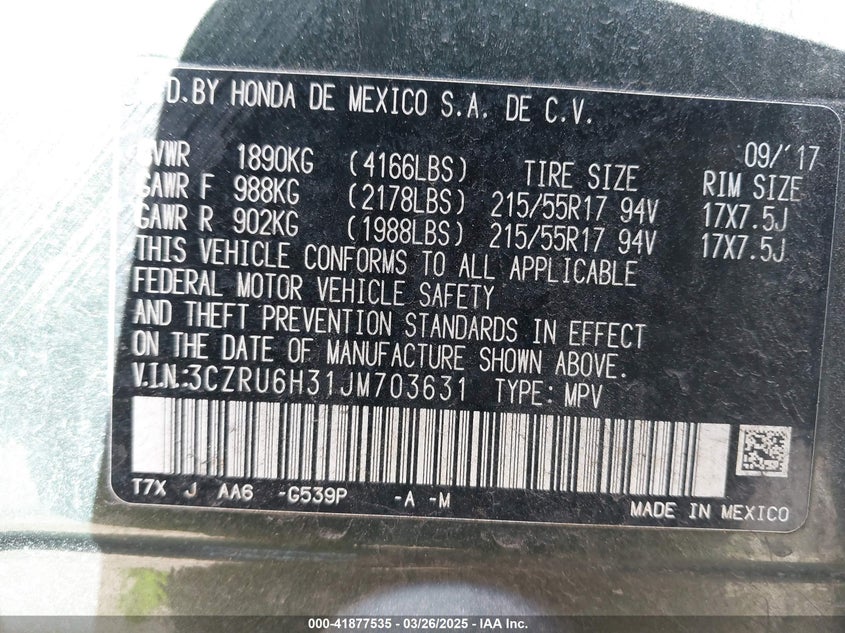 D.BY HONDA DE MEXICO S.A. DE C.V.
09/'17
GVWR 1890KG (4166LBS) TIRE SIZE RIM SIZE
GAWR F 988KG (2178LBS) 215/55R17 94V 17X7.5J
GAWR R 902KG (1988LBS) 215/55R17 94V 17X7.5J
THIS VEHICLE CONFORMS TO ALL APPLICABLE
FEDERAL MOTOR VEHICLE SAFETY
AND THEFT PREVENTION STANDARDS IN EFFECT
ON THE DATE OF MANUFACTURE SHOWN ABOVE.
V.I.N.:3CZRU6H31JM703631 TYPE: MPV
T7X J AA6 -G539P -A -M
MADE IN MEXICO
000-41877535 - 03/26/2025 - IAA Inc.